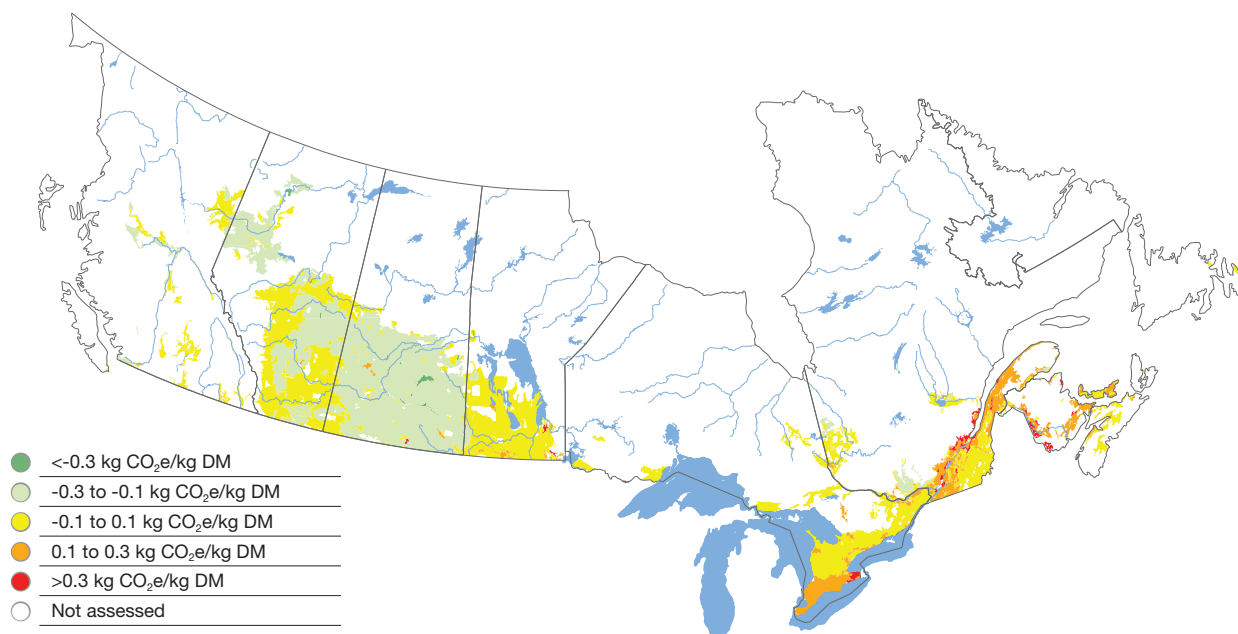 <-0.3 kg CO₂e/kg DM
-0.3 to -0.1 kg CO₂e/kg DM
-0.1 to 0.1 kg CO₂e/kg DM
0.1 to 0.3 kg CO₂e/kg DM
>0.3 kg CO₂e/kg DM
Not assessed